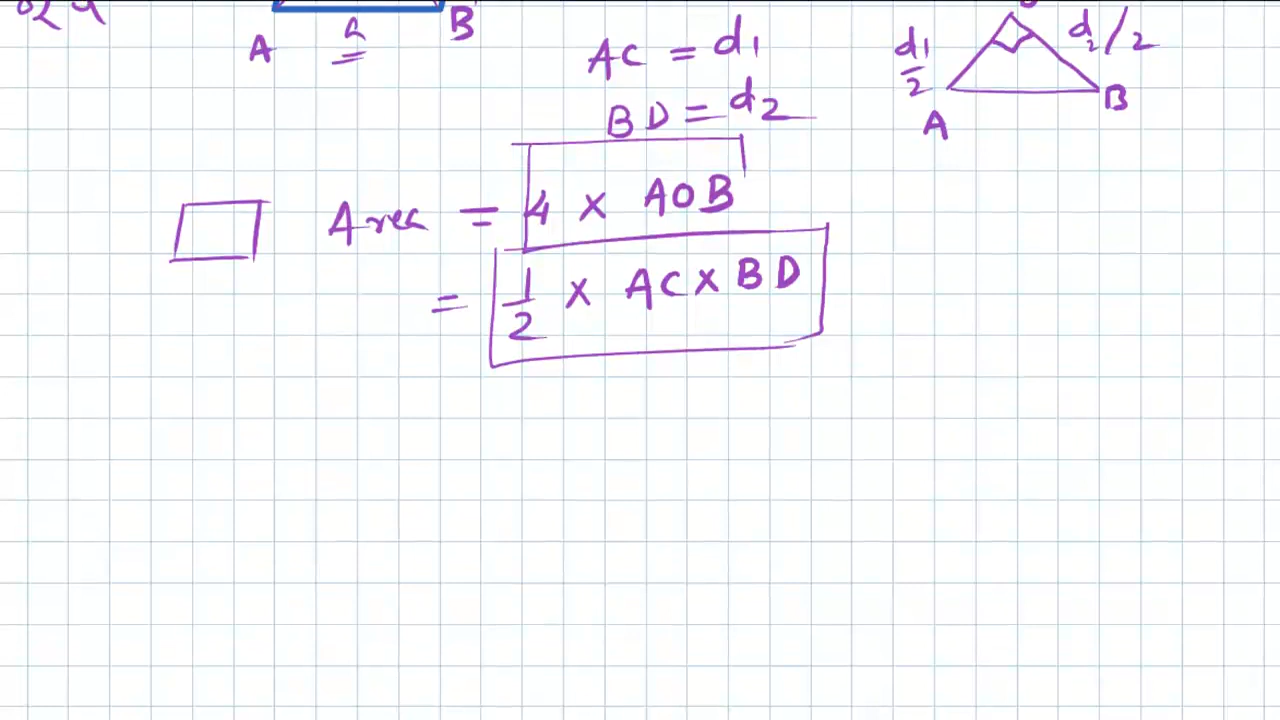 A a B
AC = d1
BD = d2
d1/2 d2/2
A B
Area = 4 x AOB
= 1/2 x AC x BD